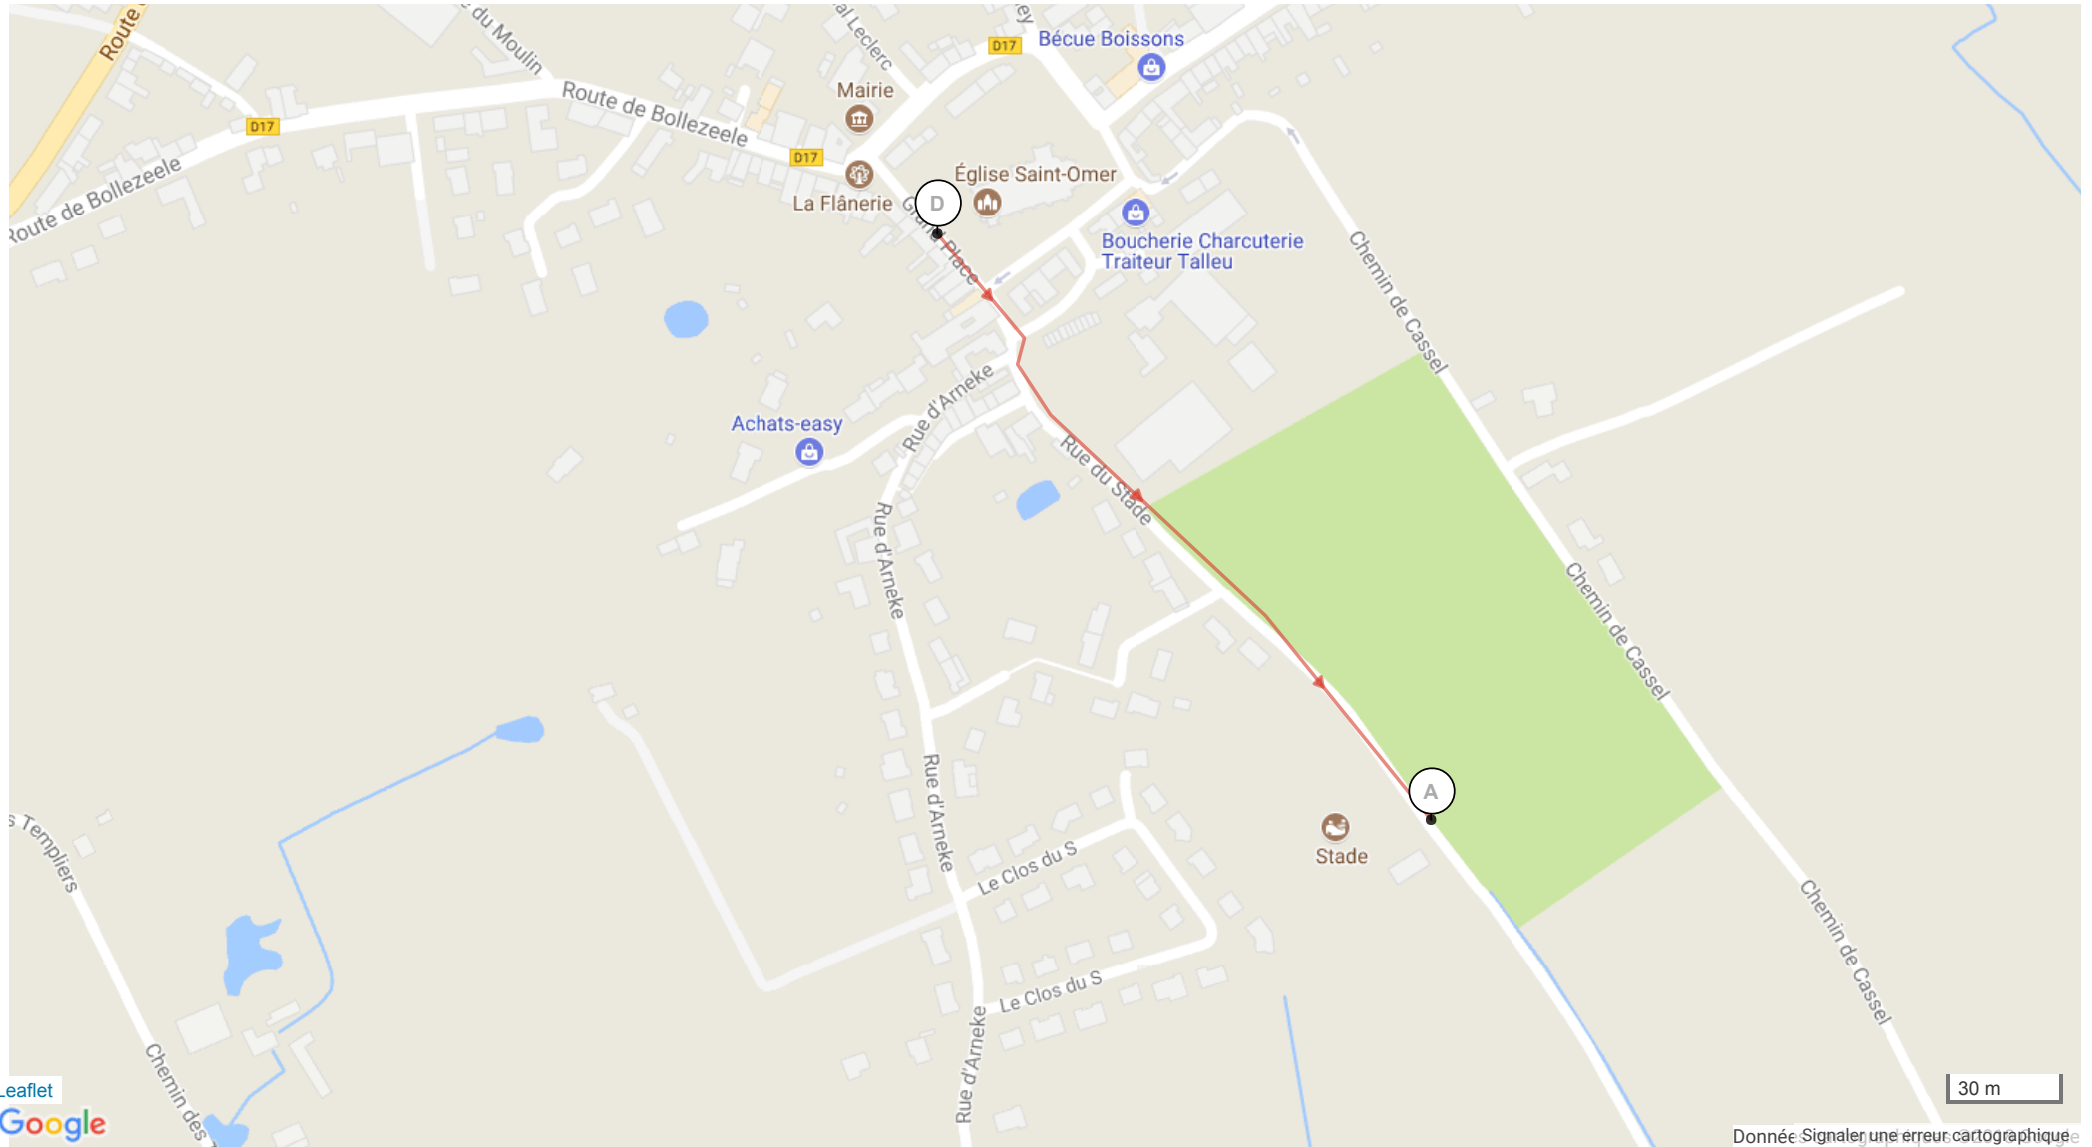 Route
du Moulin
al Leclerc
ey
D17
Bécue Boissons
Mairie
Route de Bollezeele
D17
D17
Route de Bollezeele
Église Saint-Omer
La Flânerie
D
Grand Place
Boucherie Charcuterie
Traiteur Talleu
Chemin de Cassel
Rue d'Arneke
Achats-easy
Rue du Stade
Rue d'Arneke
Chemin de Cassel
Rue d'Arneke
A
Stade
s Templiers
Le Clos du S
Chemin de Cassel
Le Clos du S
Rue d'Arneke
Chemin des
Leaflet
Google
30 m
Donnée
Signaler une erreur cartographique